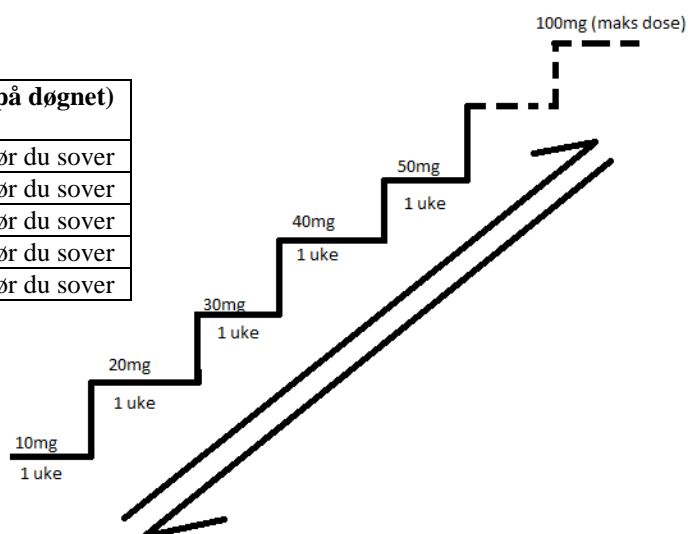 på døgnet)
ør du sover
ør du sover
ør du sover
ør du sover
ør du sover
100mg (maks dose)
50mg
1 uke
40mg
1 uke
30mg
1 uke
20mg
1 uke
10mg
1 uke